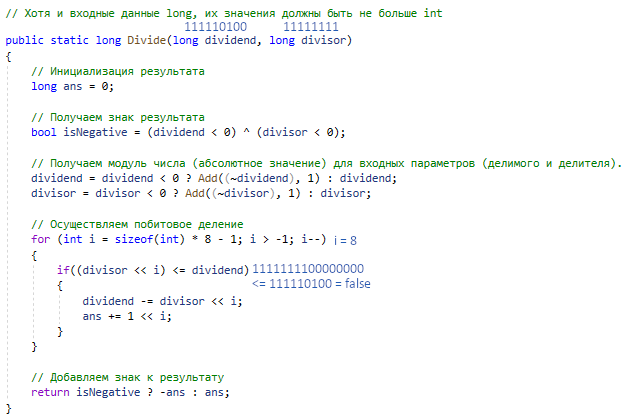 // Хотя и входные данные long, их значения должны быть не больше int
111110100 11111111
public static long Divide(long dividend, long divisor)
{
// Инициализация результата
long ans = 0;
// Получаем знак результата
bool isNegative = (dividend < 0) ^ (divisor < 0);
// Получаем модуль числа (абсолютное значение) для входных параметров (делимого и делителя).
dividend = dividend < 0 ? Add((~dividend), 1) : dividend;
divisor = divisor < 0 ? Add((~divisor), 1) : divisor;
// Осуществляем побитовое деление
for (int i = sizeof(int) * 8 - 1; i > -1; i--) i = 8
{
if((divisor << i) <= dividend) 1111111100000000
{ <= 111110100 = false
dividend -= divisor << i;
ans += 1 << i;
}
}
// Добавляем знак к результату
return isNegative ? -ans : ans;
}